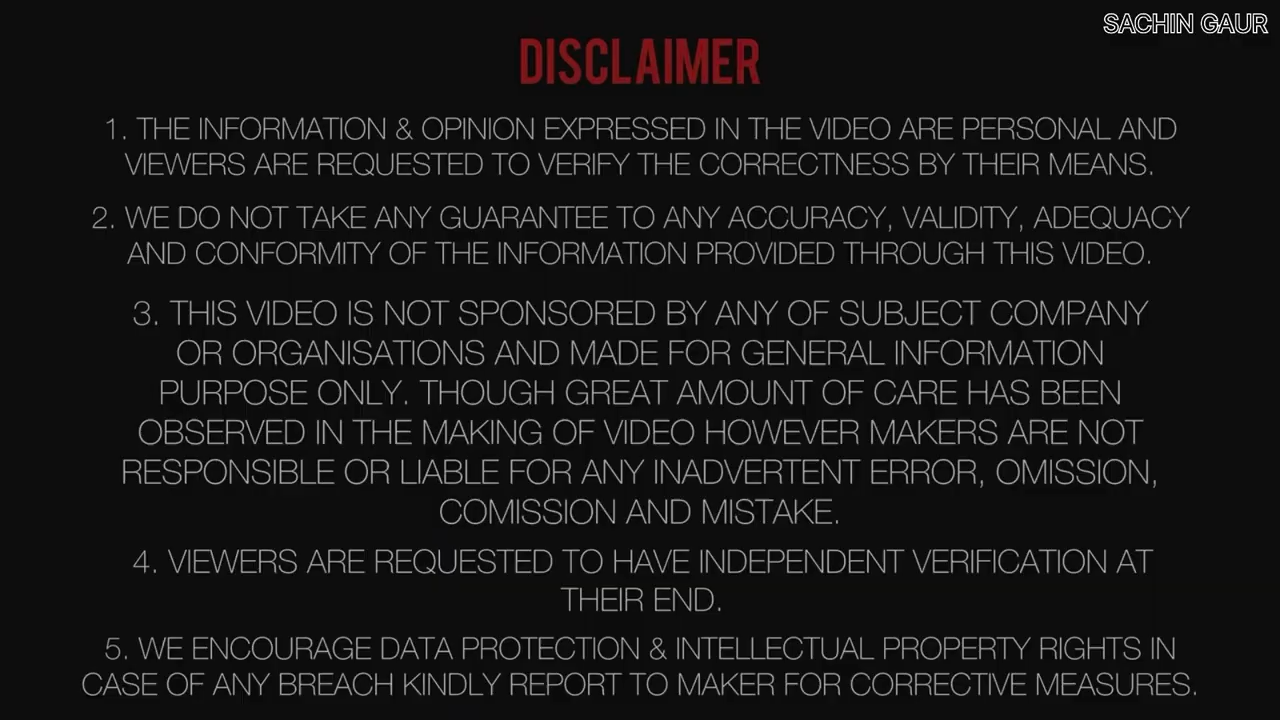 SACHIN GAUR
DISCLAIMER
1. THE INFORMATION & OPINION EXPRESSED IN THE VIDEO ARE PERSONAL AND
VIEWERS ARE REQUESTED TO VERIFY THE CORRECTNESS BY THEIR MEANS.
2. WE DO NOT TAKE ANY GUARANTEE TO ANY ACCURACY, VALIDITY, ADEQUACY
AND CONFORMITY OF THE INFORMATION PROVIDED THROUGH THIS VIDEO.
3. THIS VIDEO IS NOT SPONSORED BY ANY OF SUBJECT COMPANY
OR ORGANISATIONS AND MADE FOR GENERAL INFORMATION
PURPOSE ONLY. THOUGH GREAT AMOUNT OF CARE HAS BEEN
OBSERVED IN THE MAKING OF VIDEO HOWEVER MAKERS ARE NOT
RESPONSIBLE OR LIABLE FOR ANY INADVERTENT ERROR, OMISSION,
COMISSION AND MISTAKE.
4. VIEWERS ARE REQUESTED TO HAVE INDEPENDENT VERIFICATION AT
THEIR END.
5. WE ENCOURAGE DATA PROTECTION & INTELLECTUAL PROPERTY RIGHTS IN
CASE OF ANY BREACH KINDLY REPORT TO MAKER FOR CORRECTIVE MEASURES.